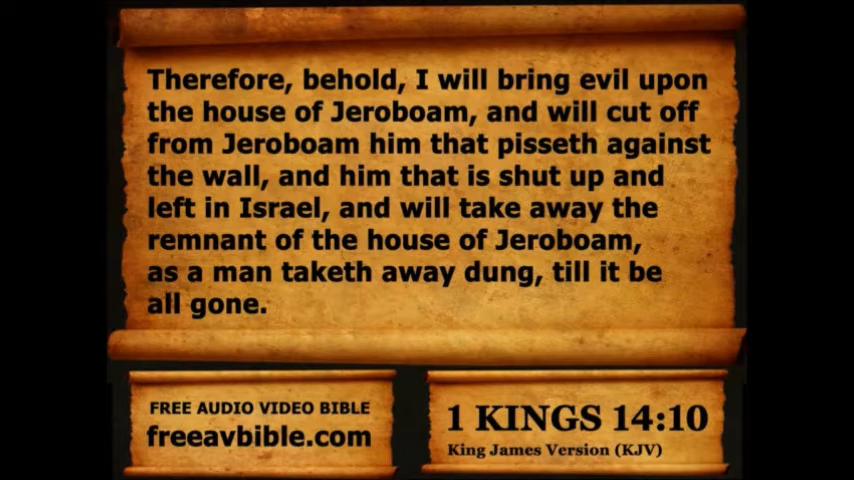 Therefore, behold, I will bring evil upon
the house of Jeroboam, and will cut off
from Jeroboam him that pisseth against
the wall, and him that is shut up and
left in Israel, and will take away the
remnant of the house of Jeroboam,
as a man taketh away dung, till it be
all gone.
FREE AUDIO VIDEO BIBLE
freeavbible.com
1 KINGS 14:10
King James Version (KJV)